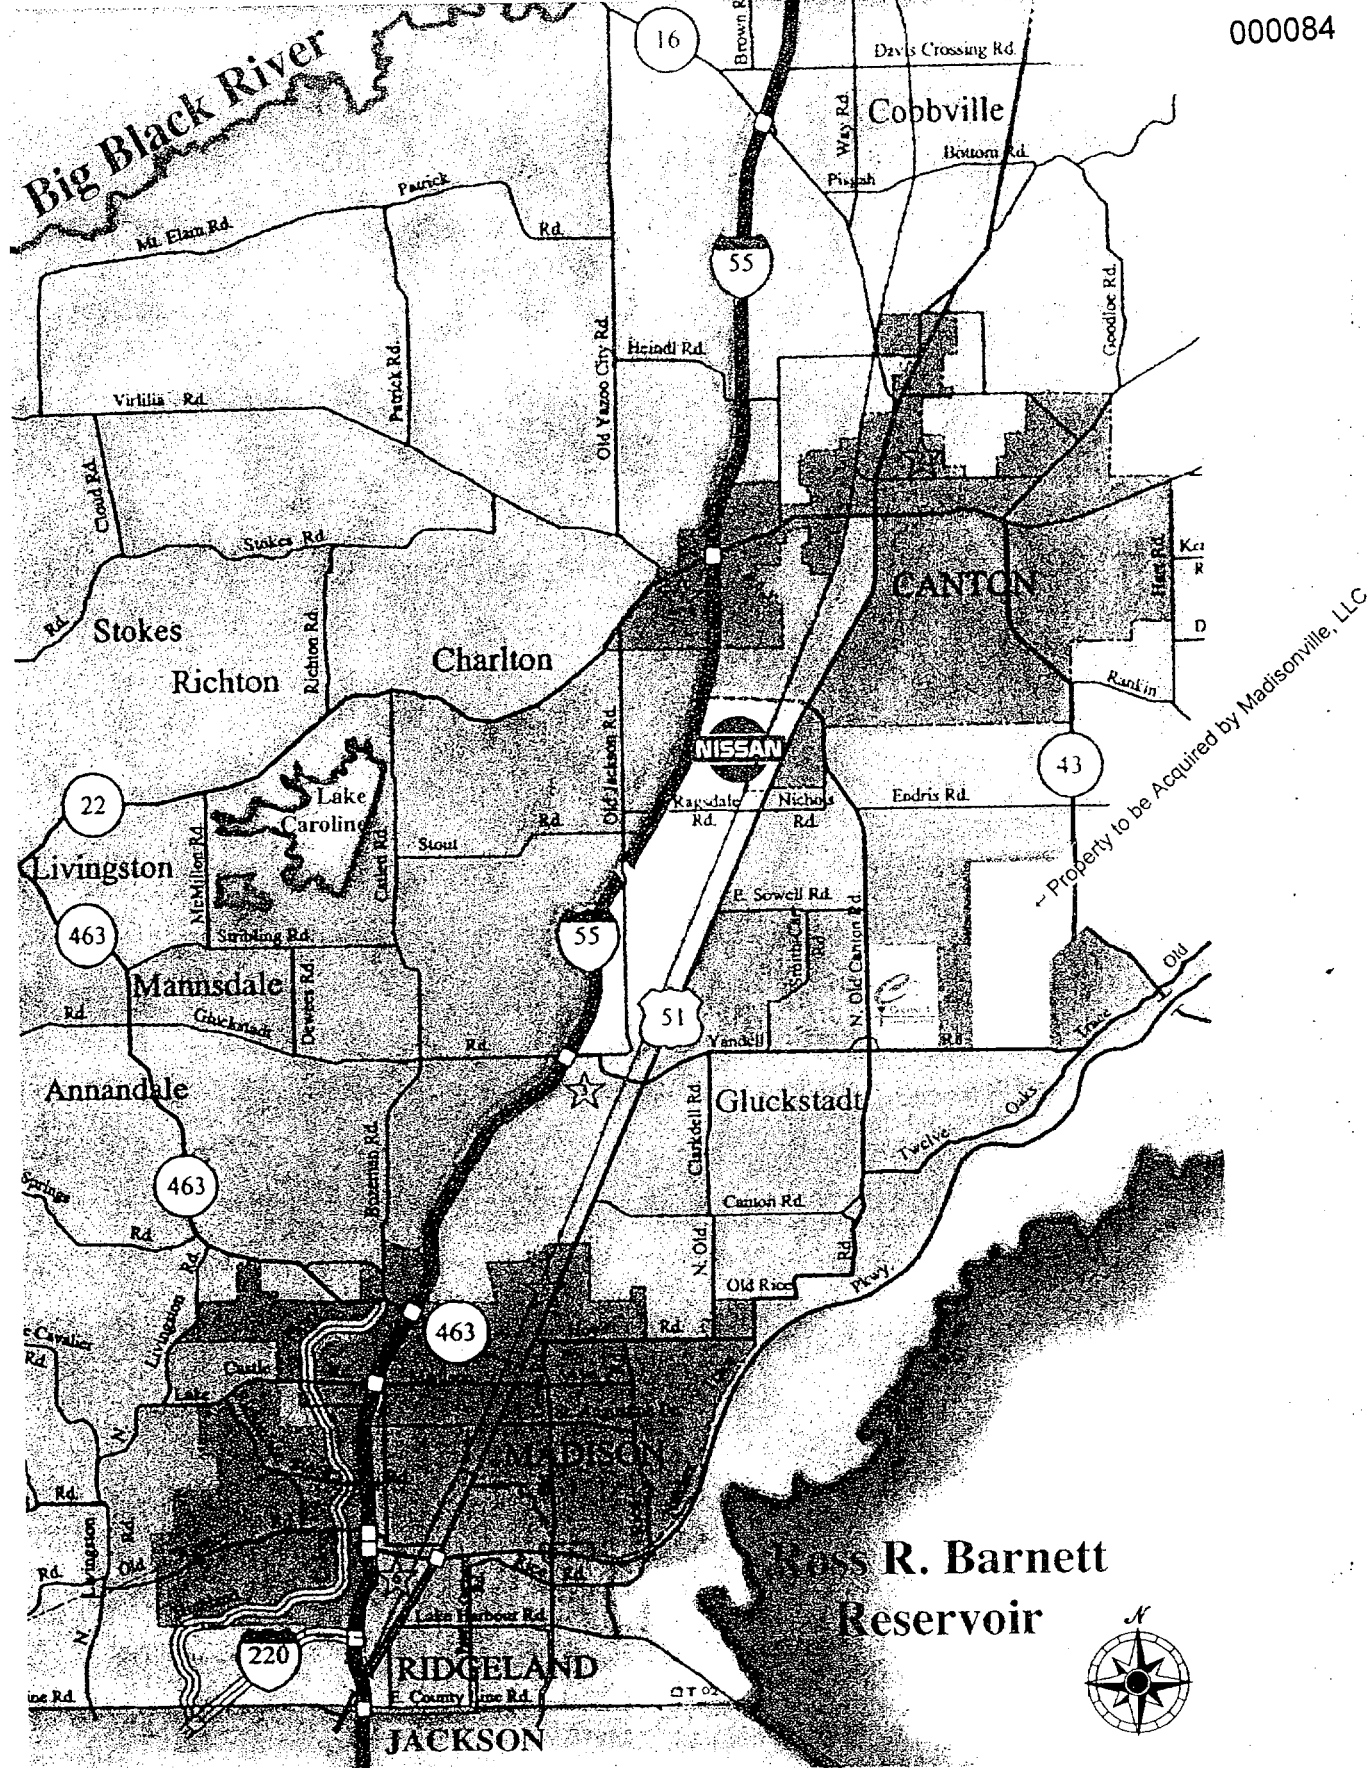 000084
16
Brown R
Davis Crossing Rd.
Big Black River
Way Rd.
Cobbville
Bottom Rd.
Pisgah
Patrick
Rd.
Mt. Elam Rd.
55
Goodloe Rd.
Old Yazoo City Rd.
Heindl Rd.
Patrick Rd.
Virlilia Rd.
Cloud Rd.
Stokes Rd.
CANTON
Hart Rd.
R
D
Rd.
Stokes
Richton
Richton Rd.
Charlton
Rankin
Property to be Acquired by Madisonville, LLC
Old Jackson Rd.
NISSAN
43
22
Lake
Caroline
Ragsdale
Rd.
Nichols
Rd.
Endris Rd.
Livingston
McMillon Rd.
Catlett Rd.
Stout
Rd.
E. Sowell Rd.
463
Stribling Rd.
55
N. Old Canton Rd.
Rd.
Mannsdale
Dewees Rd.
Old
Rd.
Gluckstadt
Rd.
51
Yandell
Rd.
Trace
Annandale
3
Gluckstadt
Clarkdell Rd.
Oaks
Twelve
463
Springs
Rd.
Bozeman Rd.
Canton Rd.
N. Old
Rd.
Old Rice
Pkwy.
Rd.
Livingston
463
Rd.
e Cavalier
Rd.
Castle
Lake
N.
MADISON
Rd.
Livingston
Rd.
Old
Rd.
Rice Rd.
Ross R. Barnett
Reservoir
N.
Lake Harbour Rd.
220
RIDGELAND
N
ine Rd.
E. County Line Rd.
JACKSON